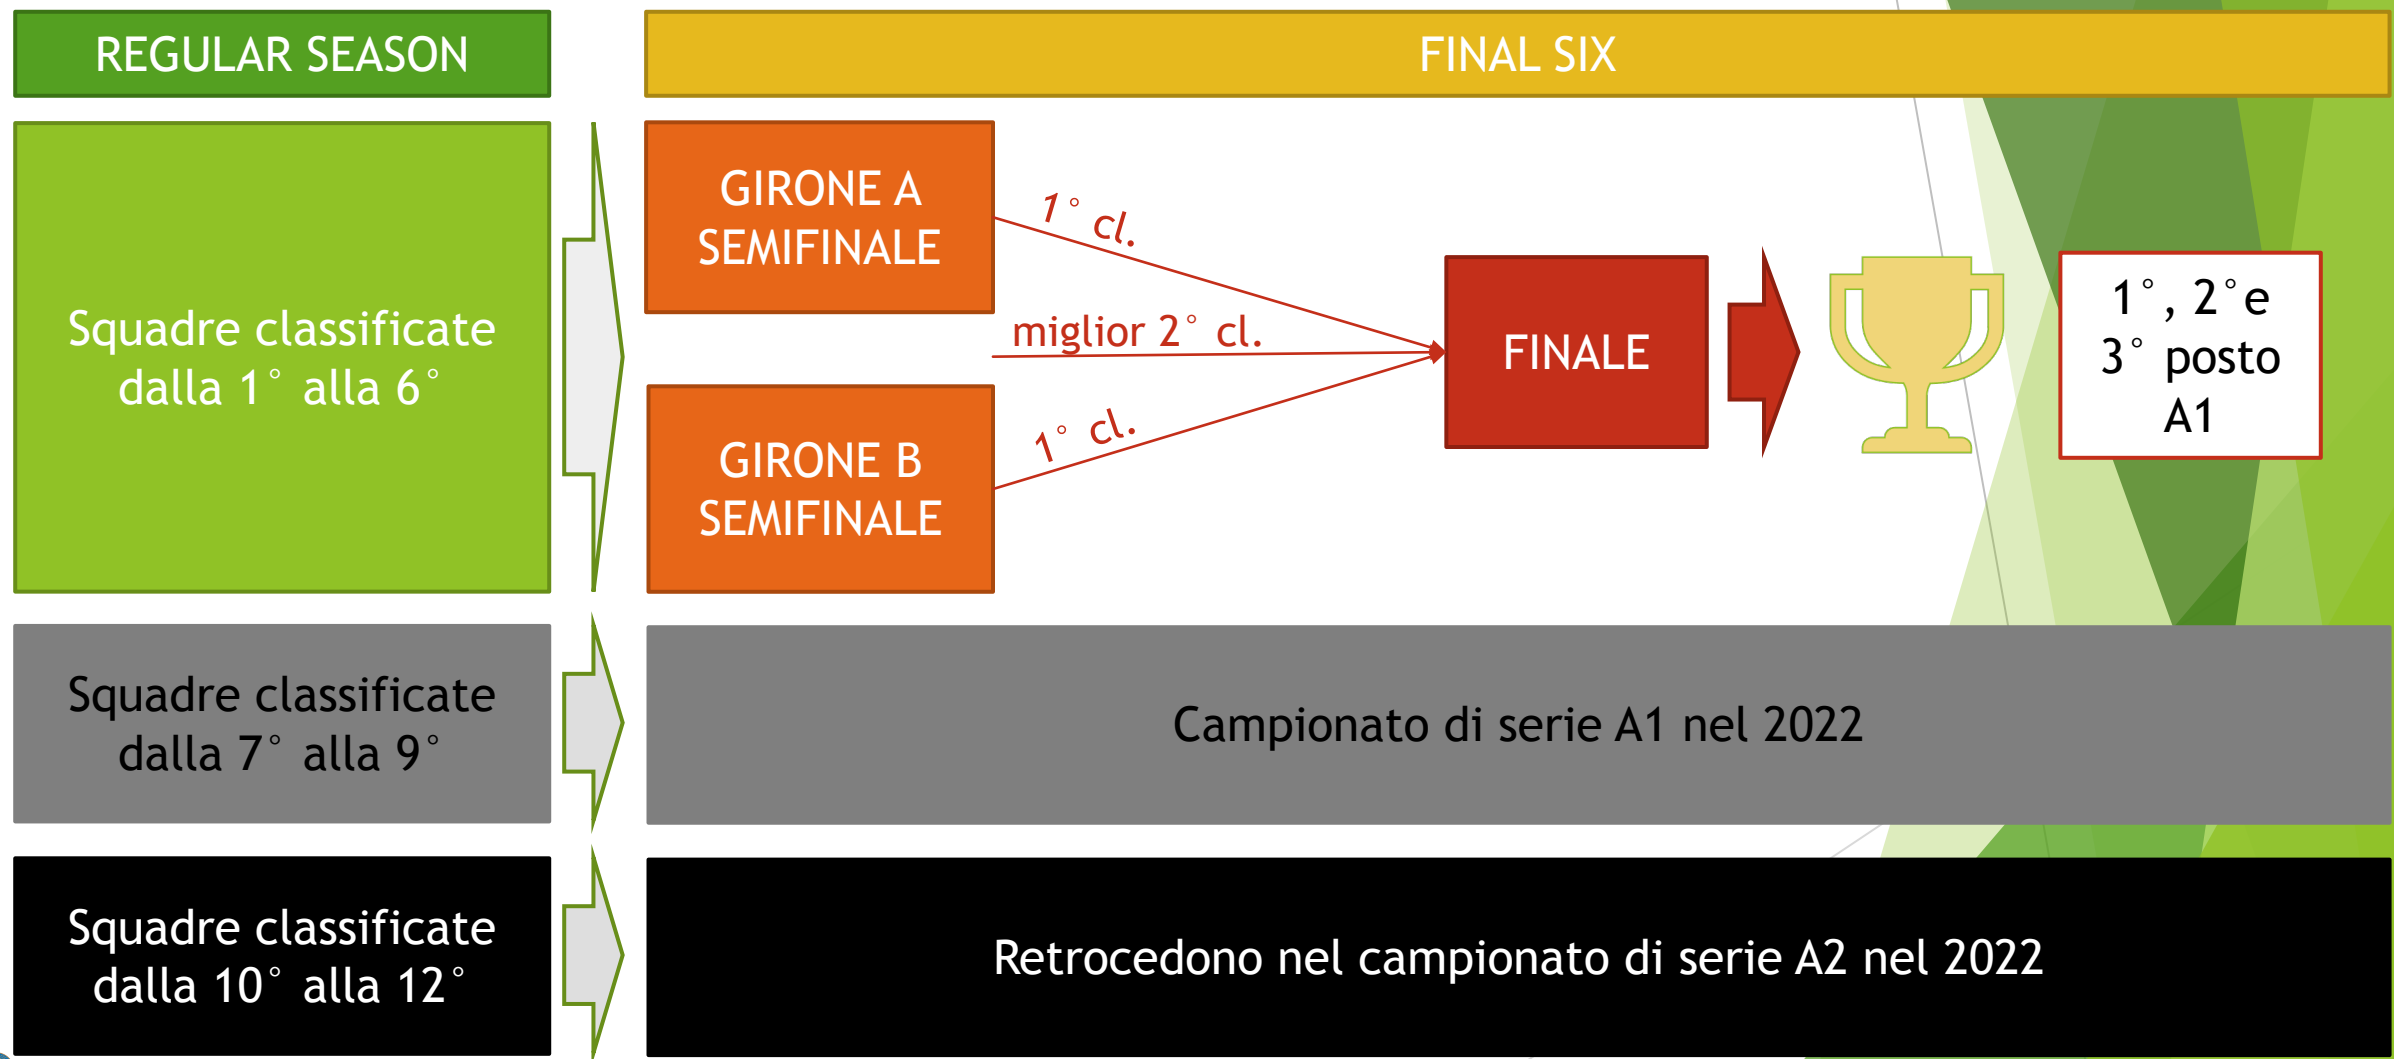 REGULAR SEASON
FINAL SIX
Squadre classificate
dalla 1° alla 6°
GIRONE A
SEMIFINALE
1° cl.
miglior 2° cl.
GIRONE B
SEMIFINALE
1° cl.
FINALE
1°, 2°e
3° posto
A1
Squadre classificate
dalla 7° alla 9°
Campionato di serie A1 nel 2022
Squadre classificate
dalla 10° alla 12°
Retrocedono nel campionato di serie A2 nel 2022